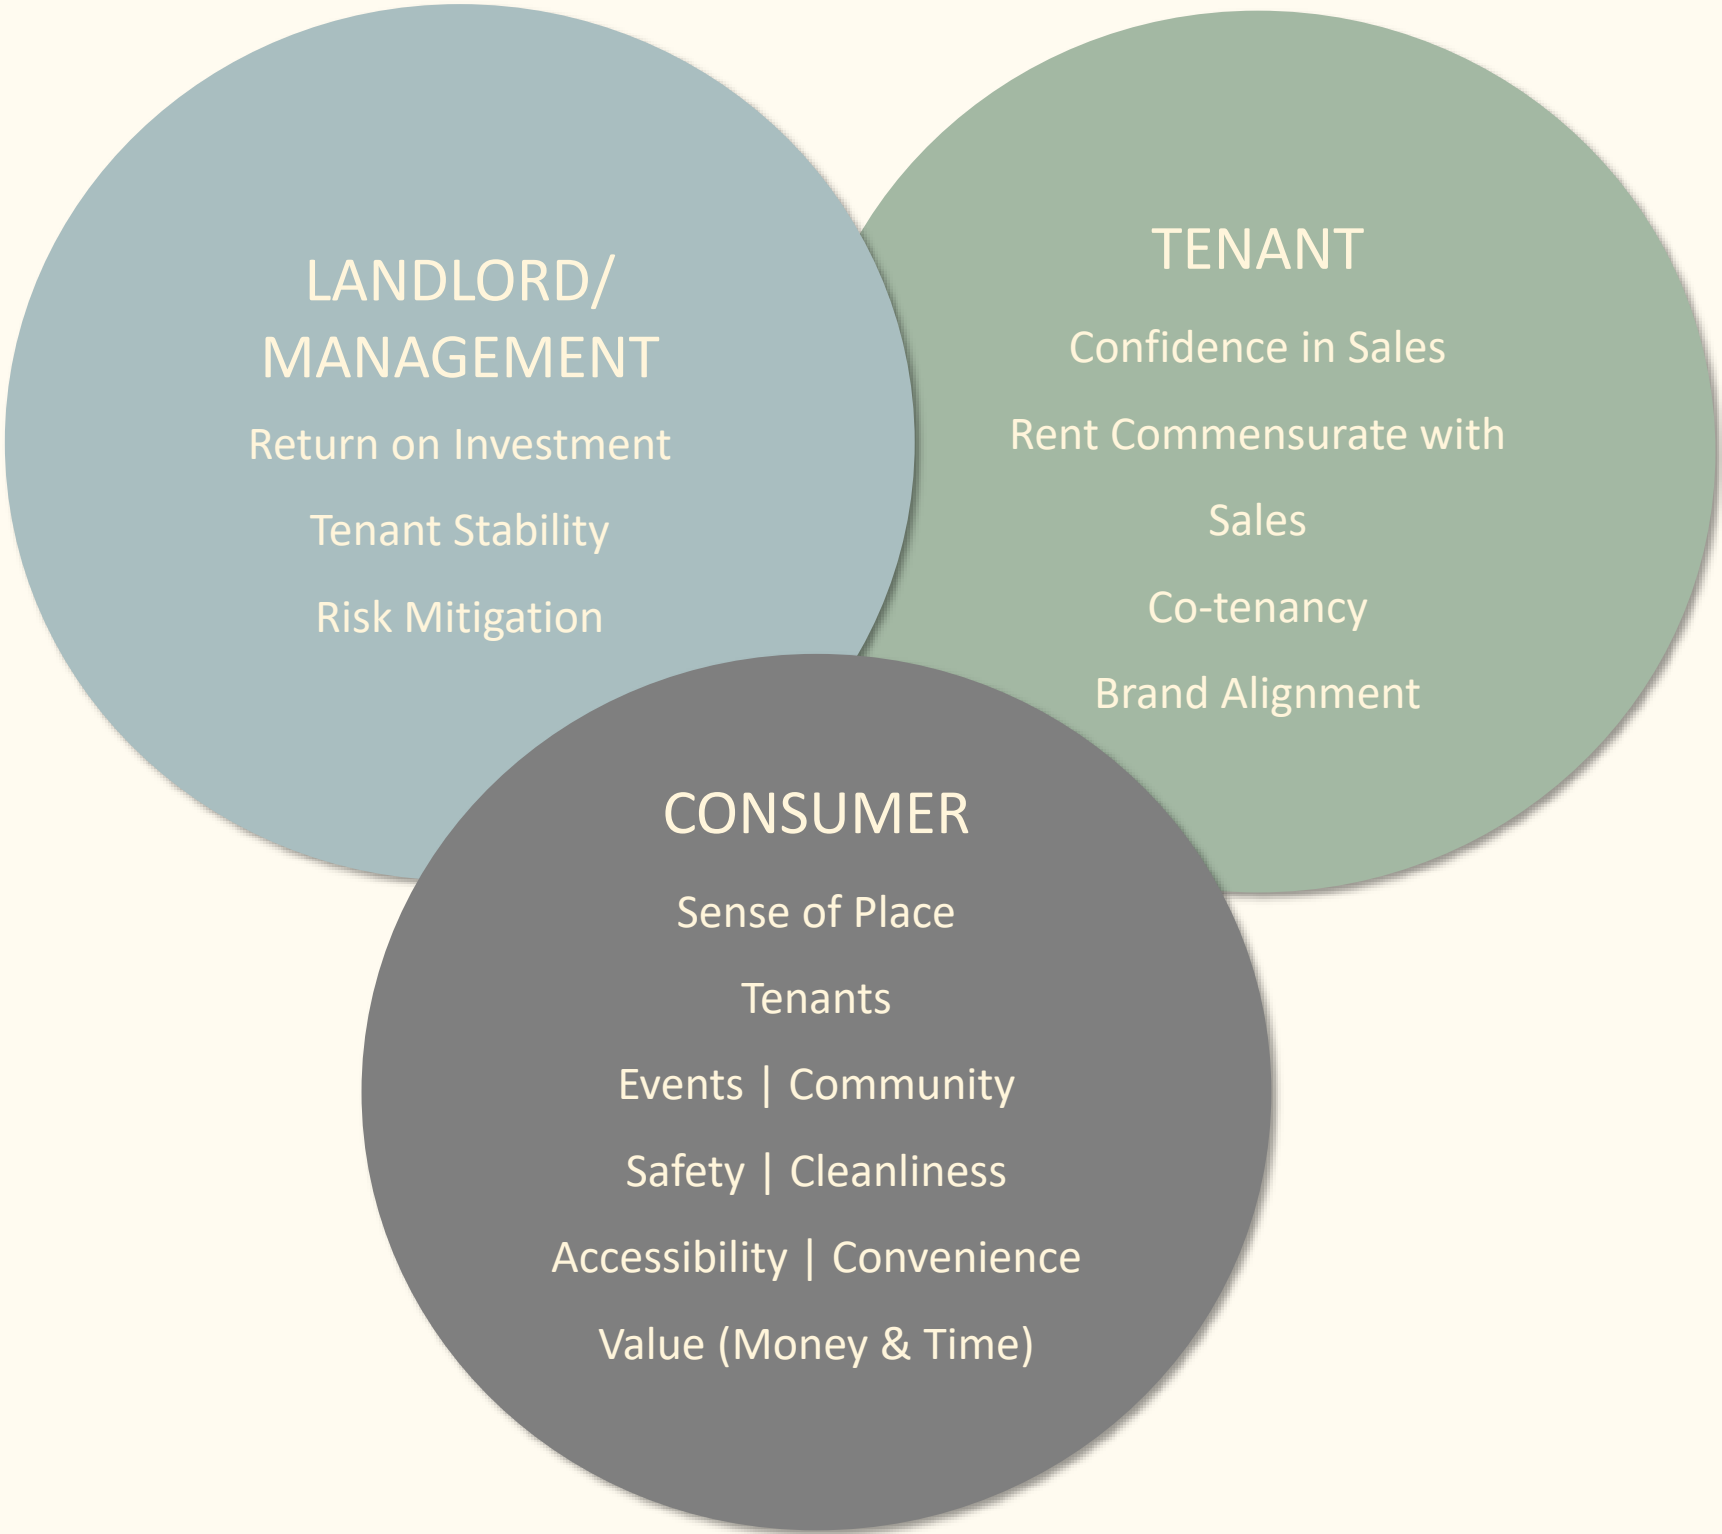 LANDLORD/
MANAGEMENT
Return on Investment
Tenant Stability
Risk Mitigation
TENANT
Confidence in Sales
Rent Commensurate with
Sales
Co-tenancy
Brand Alignment
CONSUMER
Sense of Place
Tenants
Events | Community
Safety | Cleanliness
Accessibility | Convenience
Value (Money & Time)